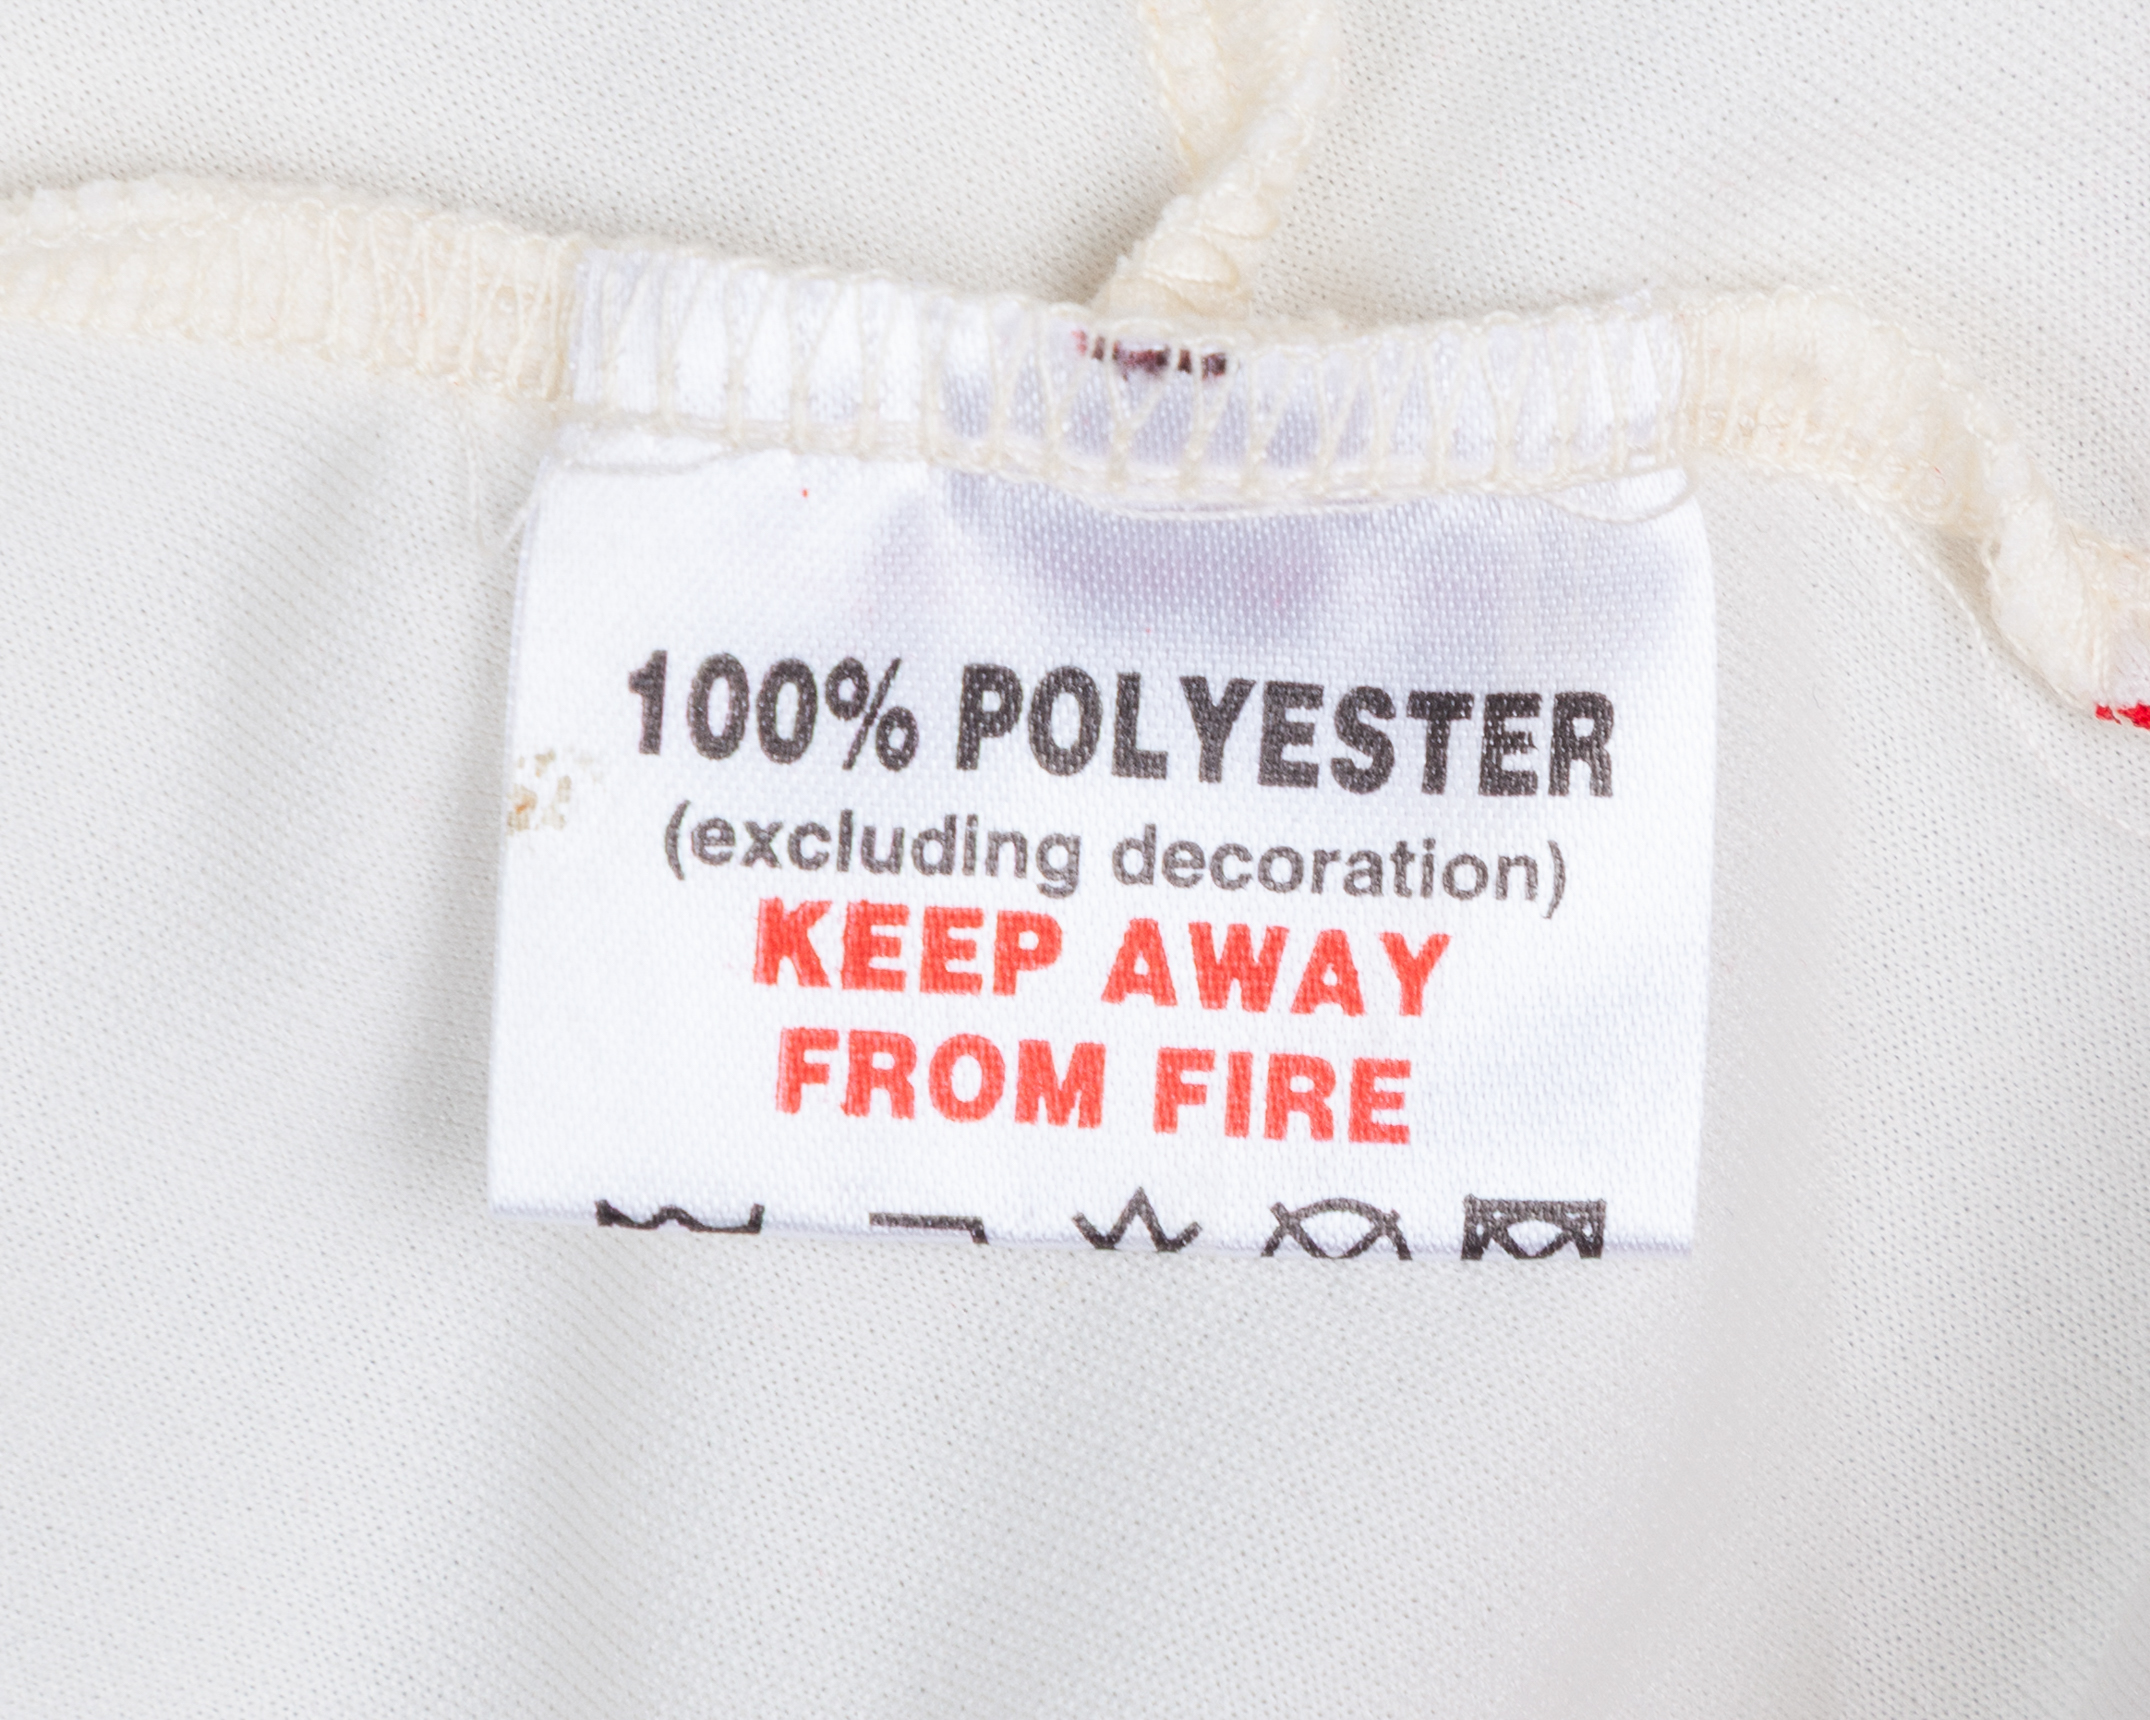 100% POLYESTER
(excluding decoration)
KEEP AWAY
FROM FIRE